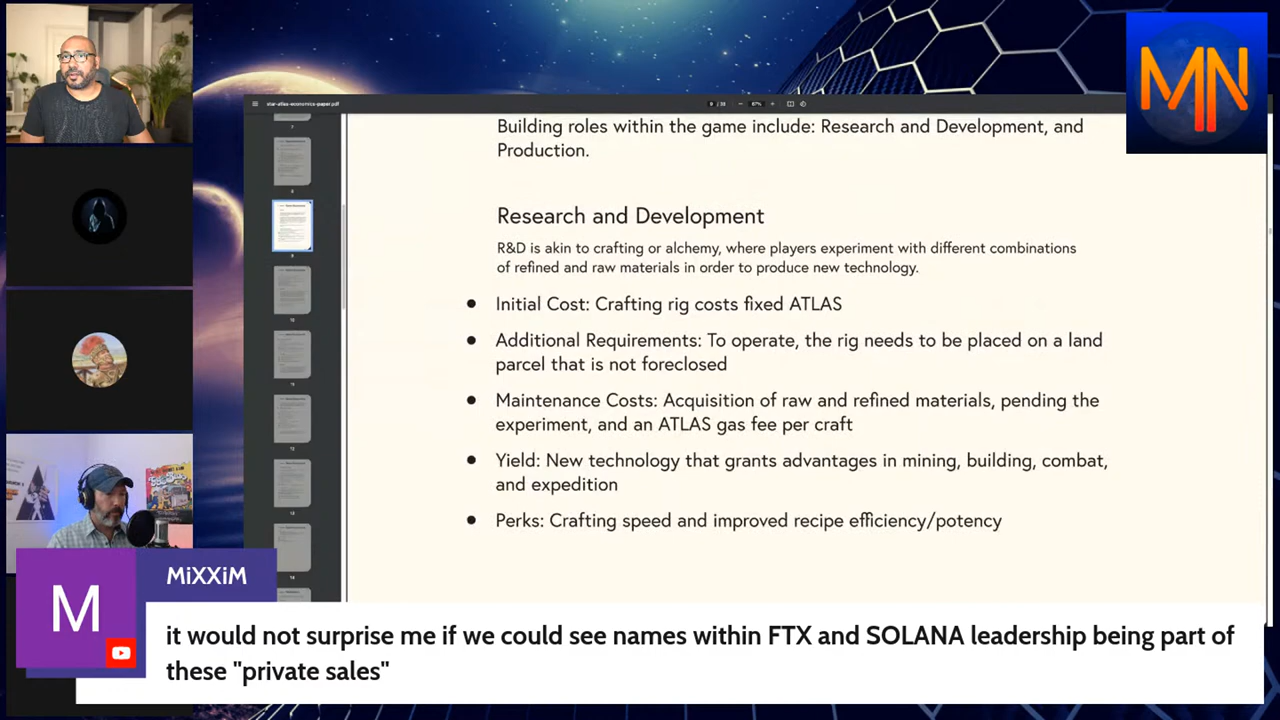 star-atlas-economics-paper.pdf
9 / 38
67%
MN
Building roles within the game include: Research and Development, and
Production.
Research and Development
R&D is akin to crafting or alchemy, where players experiment with different combinations
of refined and raw materials in order to produce new technology.
● Initial Cost: Crafting rig costs fixed ATLAS
● Additional Requirements: To operate, the rig needs to be placed on a land
parcel that is not foreclosed
● Maintenance Costs: Acquisition of raw and refined materials, pending the
experiment, and an ATLAS gas fee per craft
● Yield: New technology that grants advantages in mining, building, combat,
and expedition
● Perks: Crafting speed and improved recipe efficiency/potency
M
MiXXiM
it would not surprise me if we could see names within FTX and SOLANA leadership being part of
these "private sales"